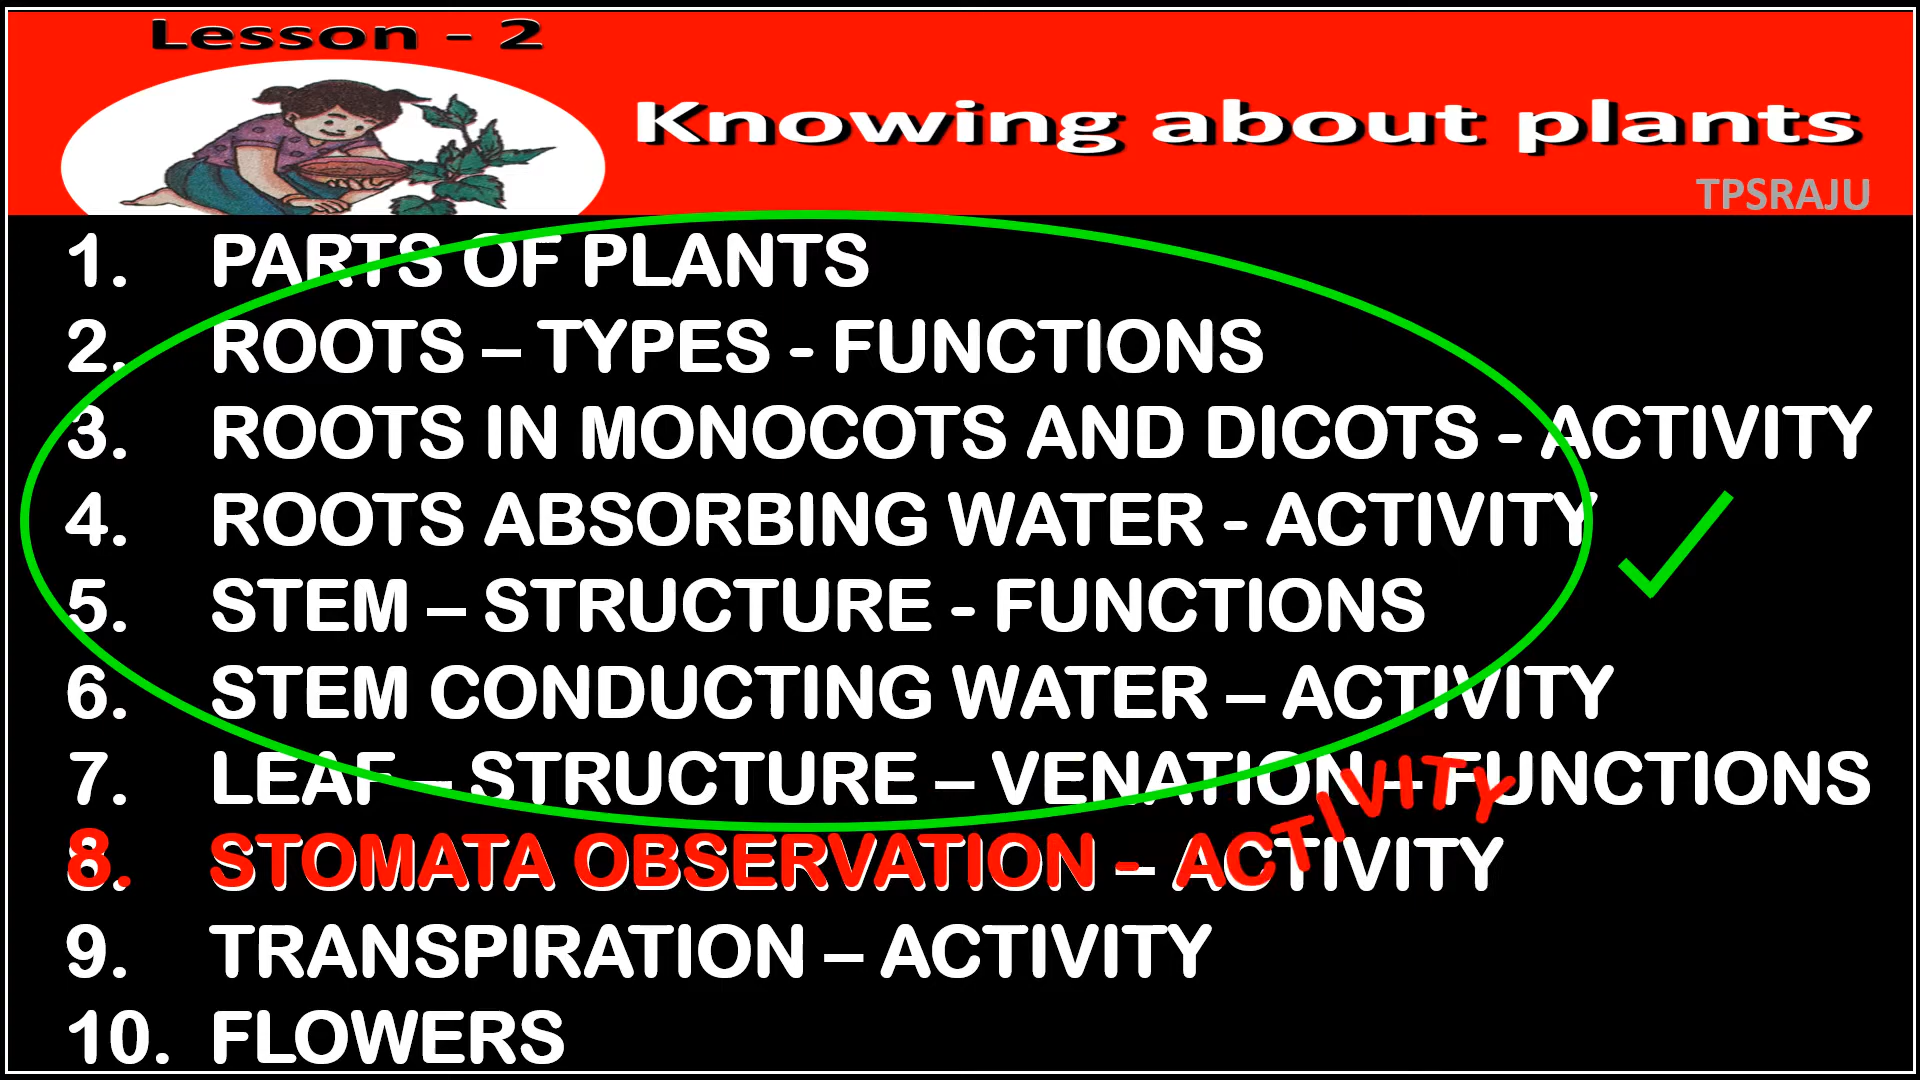 Lesson - 2
Knowing about plants
TPSRAJU
1. PARTS OF PLANTS
2. ROOTS – TYPES - FUNCTIONS
3. ROOTS IN MONOCOTS AND DICOTS - ACTIVITY
4. ROOTS ABSORBING WATER - ACTIVITY
5. STEM – STRUCTURE - FUNCTIONS
6. STEM CONDUCTING WATER – ACTIVITY
7. LEAF – STRUCTURE – VENATION – FUNCTIONS
8. STOMATA OBSERVATION – ACTIVITY
9. TRANSPIRATION – ACTIVITY
10. FLOWERS